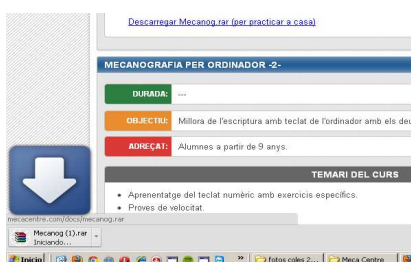 Descarregar Mecanog.rar (per practicar a casa)
MECANOGRAFIA PER ORDINADOR -2-
DURADA: ---
OBJECTIU: Millora de l'escriptura amb teclat de l'ordinador amb els deu
ADREÇAT: Alumnes a partir de 9 anys.
TEMARI DEL CURS
• Aprenentatge del teclat numèric amb exercicis específics.
• Proves de velocitat.
mecacentre.com/docs/mecanog.rar
Mecanog (1).rar
Iniciando...
Inicio
»
fotos coles 2...
Meca Centre